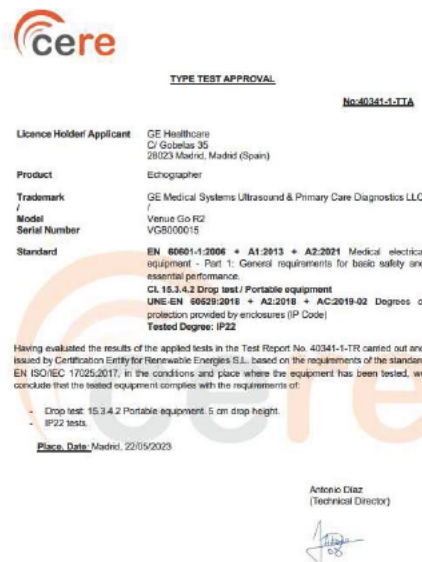 cere
TYPE TEST APPROVAL
No:40341-1-TTA
Licence Holder/ Applicant GE Healthcare
C/ Gobelas 35
28023 Madrid, Madrid (Spain)
Product Echographer
Trademark GE Medical Systems Ultrasound & Primary Care Diagnostics LLC
/ /
Model Venue Go R2
Serial Number VGB000015
Standard EN 60601-1:2006 + A1:2013 + A2:2021 Medical electrical
equipment - Part 1: General requirements for basic safety and
essential performance.
CL 15.3.4.2 Drop test / Portable equipment
UNE-EN 60529:2018 + A2:2018 + AC:2019-02 Degrees o
protection provided by enclosures (IP Code)
Tested Degree: IP22
Having evaluated the results of the applied tests in the Test Report No. 40341-1-TR carried out and
issued by Certification Entity for Renewable Energies S.L. based on the requirements of the standard
EN ISO/IEC 17025:2017, in the conditions and place where the equipment has been tested, we
conclude that the tested equipment complies with the requirements of:
- Drop test: 15.3.4.2 Portable equipment. 5 cm drop height.
- IP22 tests.
Place, Date: Madrid, 22/05/2023
Antonio Díaz
(Technical Director)
cere